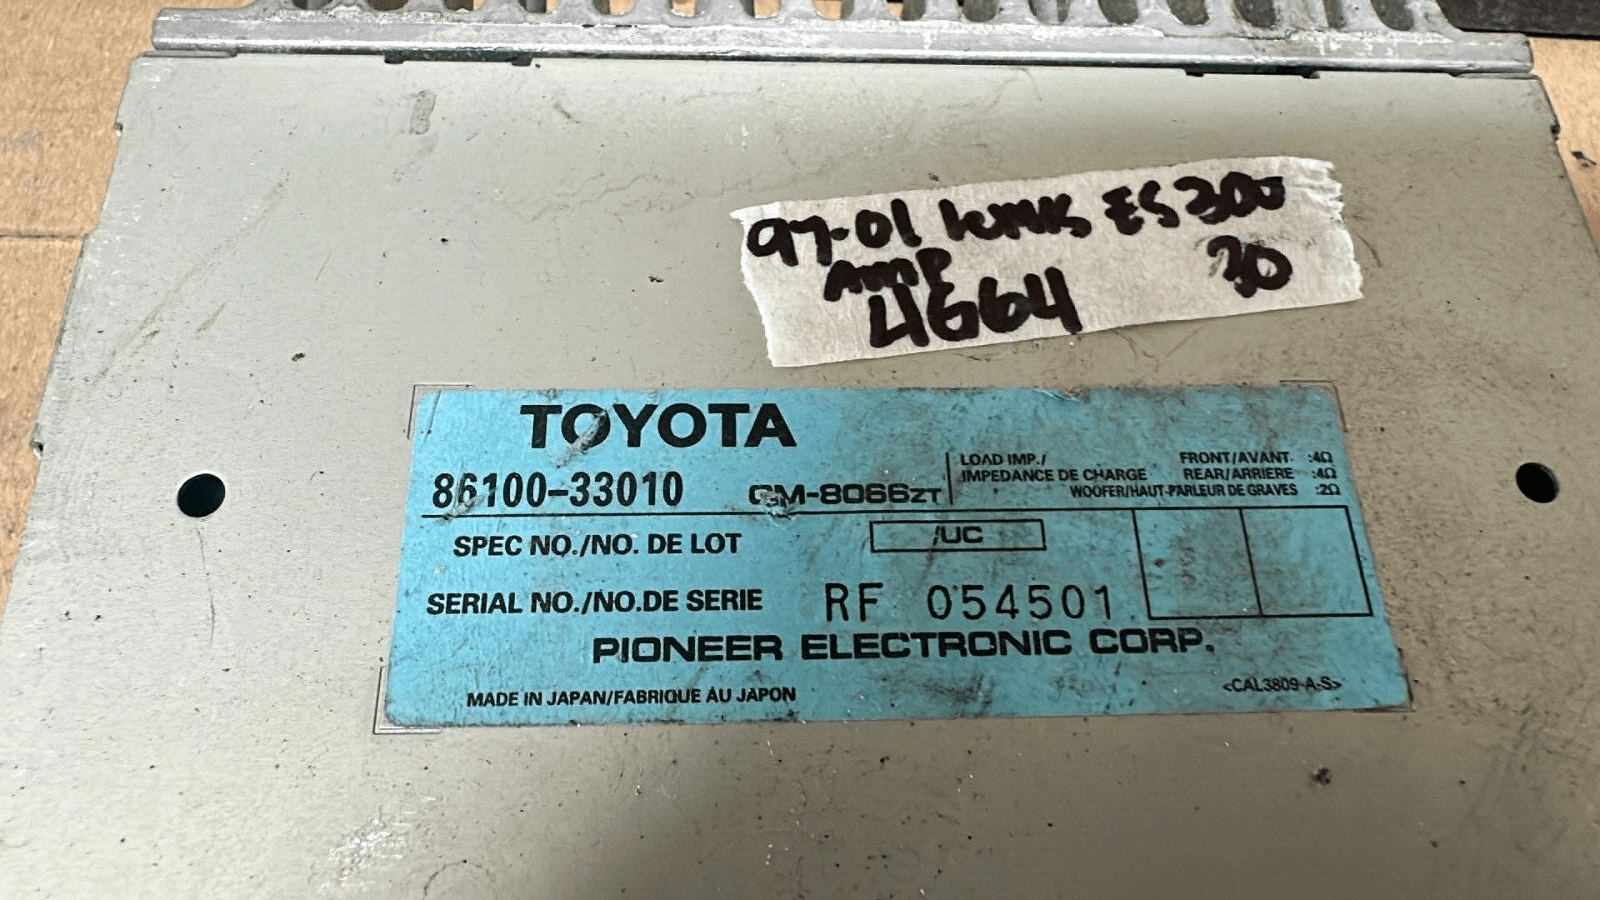 97-01 lexus ES300
Amp 30
4664
TOYOTA
86100-33010 GM-8066ZT
LOAD IMP./ FRONT/AVANT :4Ω
IMPEDANCE DE CHARGE REAR/ARRIERE :4Ω
WOOFER/HAUT-PARLEUR DE GRAVES :2Ω
SPEC NO./NO. DE LOT /UC
SERIAL NO./NO.DE SERIE RF 054501
PIONEER ELECTRONIC CORP.
MADE IN JAPAN/FABRIQUE AU JAPON <CAL3809-A-S>